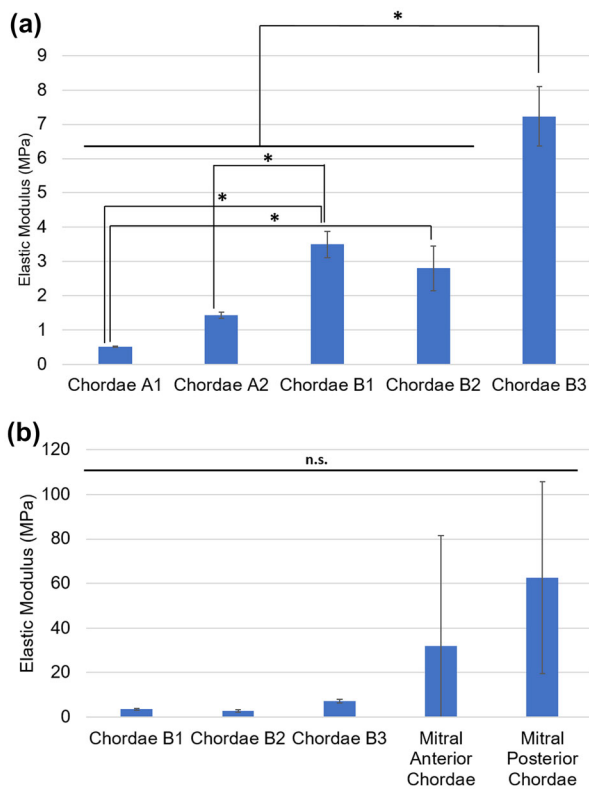 (a)
*
9
8
7
6
5
4
3
2
1
0
Elastic Modulus (MPa)
*
*
*
Chordae A1 Chordae A2 Chordae B1 Chordae B2 Chordae B3
(b)
120
100
80
60
40
20
0
Elastic Modulus (MPa)
n.s.
Chordae B1 Chordae B2 Chordae B3 Mitral Mitral
Anterior Posterior
Chordae Chordae